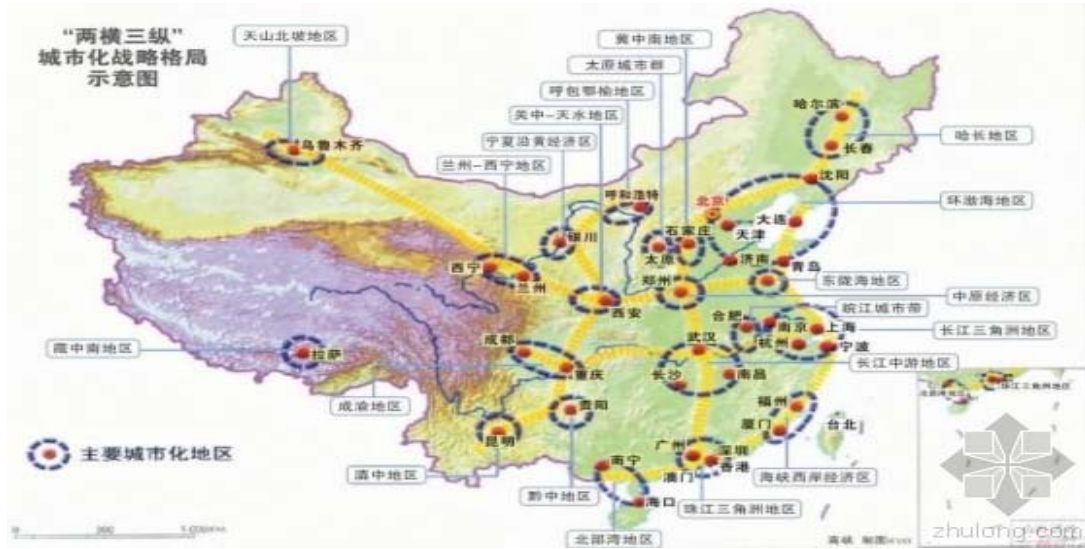 “两横三纵”
城市化战略格局
示意图
天山北坡地区
冀中南地区
太原城市群
呼包鄂榆地区
关中-天水地区
宁夏沿黄经济区
兰州-西宁地区
哈尔滨
哈长地区
长春
沈阳
乌鲁木齐
呼和浩特
北京
环渤海地区
大连
天津
银川
石家庄
太原
济南
青岛
西宁
兰州
郑州
东陇海地区
中原经济区
西安
皖江城市带
合肥
南京
上海
长江三角洲地区
杭州
宁波
武汉
成都
藏中南地区
拉萨
重庆
长江中游地区
长沙
南昌
成渝地区
贵阳
福州
珠江三角洲地区
厦门
台北
昆明
主要城市化地区
广州
深圳
香港
澳门
南宁
海峡西岸经济区
滇中地区
黔中地区
珠江三角洲地区
海口
北部湾地区
zhulong.com